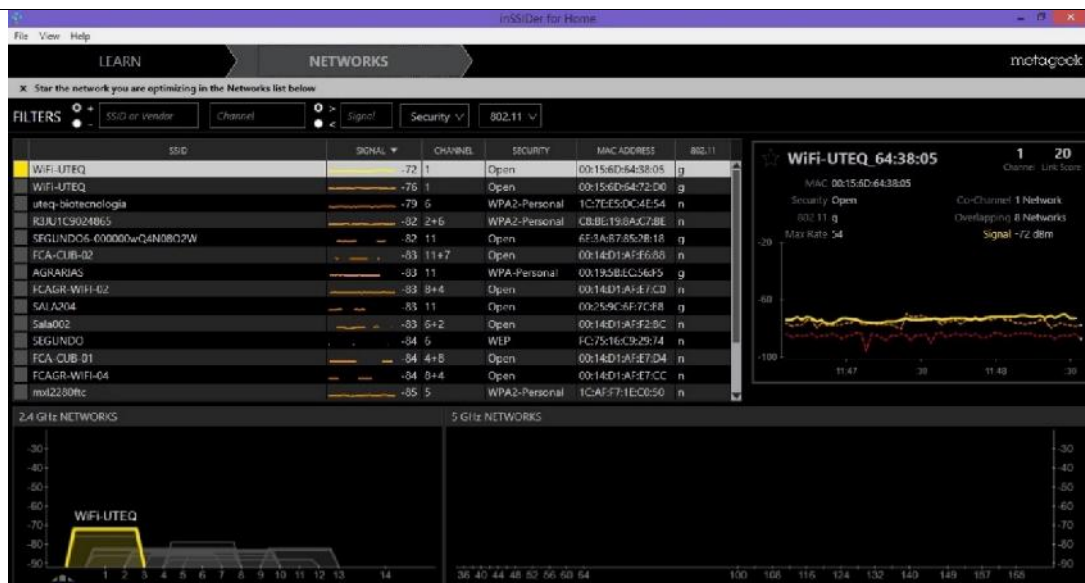 inSSIDer for Home
File View Help
LEARN NETWORKS metageek
X Star the network you are optimizing in the Networks list below
FILTERS + - SSID or Vendor Channel > < Signal Security 802.11
SSID SIGNAL CHANNEL SECURITY MAC ADDRESS 802.11
WiFi-UTEQ -72 1 Open 00:15:6D:64:38:05 g
WiFi-UTEQ -76 1 Open 00:15:6D:64:72:D0 g
uteq-biotecnologia -79 6 WPA2-Personal 1C:7E:E5:DC:4E:54 n
R3JU1C9024865 -82 2+6 WPA2-Personal C8:BE:19:8A:C7:8E n
SEGUNDO6-000000wQ4N08O2W -82 11 Open 6E:3A:87:85:2B:18 g
FCA-CUB-02 -83 11+7 Open 00:14:D1:AF:E6:88 n
AGRARIAS -83 11 WPA-Personal 00:19:5B:EC:56:F5 g
FCAGR-WIFI-02 -83 8+4 Open 00:14:D1:AF:E7:CD n
SALA204 -83 11 Open 00:25:9C:6F:7C:E8 g
Sala002 -83 6+2 Open 00:14:D1:AF:F2:BC n
SEGUNDO -84 6 WEP FC:75:16:C9:29:74 n
FCA-CUB-01 -84 4+8 Open 00:14:D1:AF:E7:D4 n
FCAGR-WIFI-04 -84 8+4 Open 00:14:D1:AF:E7:CC n
mxl2280ftc -85 5 WPA2-Personal 1C:AF:F7:1E:C0:50 n
WiFi-UTEQ_64:38:05 1 20
Channel Link Score
MAC 00:15:6D:64:38:05
Security Open Co-Channel 1 Network
802.11 g Overlapping 8 Networks
Max Rate 54 Signal -72 dBm
-20
-60
-100
11:47 :30 11:48 :30
2.4 GHz NETWORKS 5 GHz NETWORKS
-30 -30
-40 -40
-50 -50
-60 -60
WiFi-UTEQ
-70 -70
-80 -80
-90 -90
1 2 3 4 5 6 7 8 9 10 11 12 13 14 36 40 44 48 52 56 60 64 100 108 116 124 132 140 149 157 165